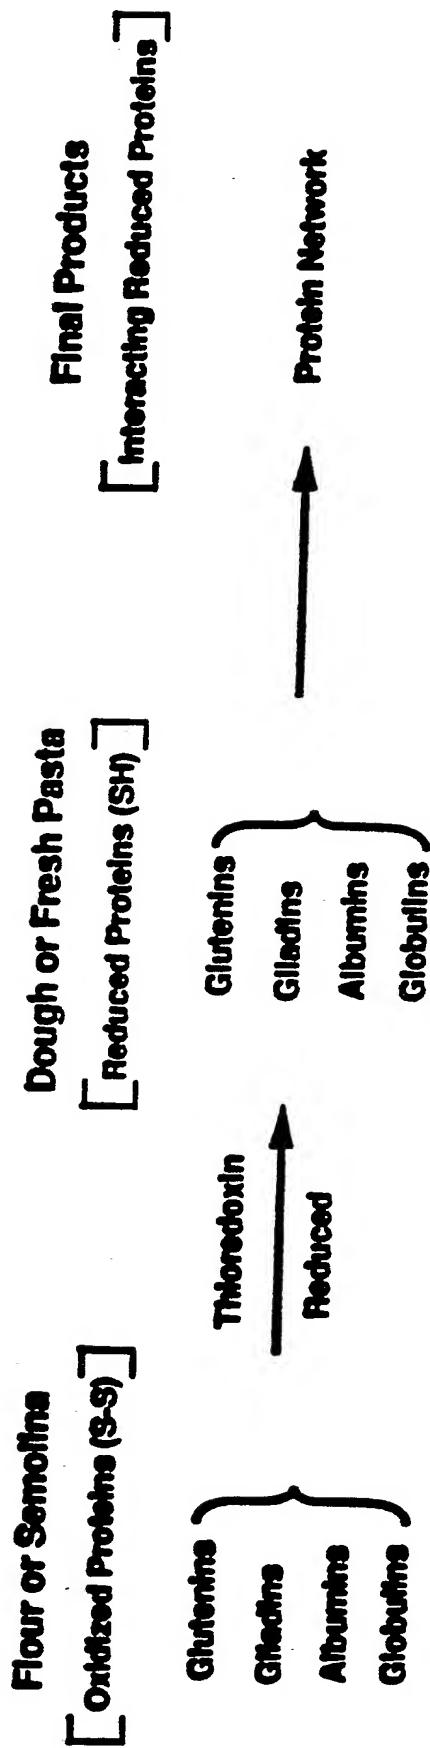 Flour or Semolina
[Oxidized Proteins (S-S)]
Glutenins
Gliadins
Albumins
Globulins
Thioredoxin
Reduced
Dough or Fresh Pasta
[Reduced Proteins (SH)]
Glutenins
Gliadins
Albumins
Globulins
Final Products
[Interacting Reduced Proteins]
Protein Network